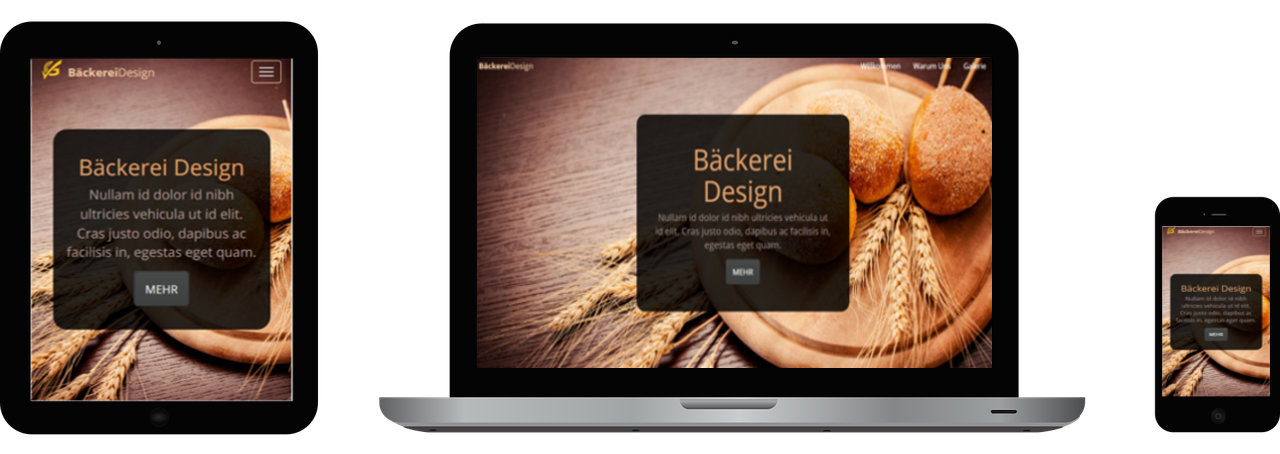 BäckereiDesign
Bäckerei Design
Nullam id dolor id nibh
ultricies vehicula ut id elit.
Cras justo odio, dapibus ac
facilisis in, egestas eget quam.
MEHR
BäckereiDesign
Willkommen Warum Uns Galerie
Bäckerei
Design
Nullam id dolor id nibh ultricies vehicula ut
id elit. Cras justo odio, dapibus ac facilisis in,
egestas eget quam.
MEHR
BäckereiDesign
Bäckerei Design
Nullam id dolor id nibh
ultricies vehicula ut id elit.
Cras justo odio, dapibus ac
facilisis in, egestas eget quam.
MEHR